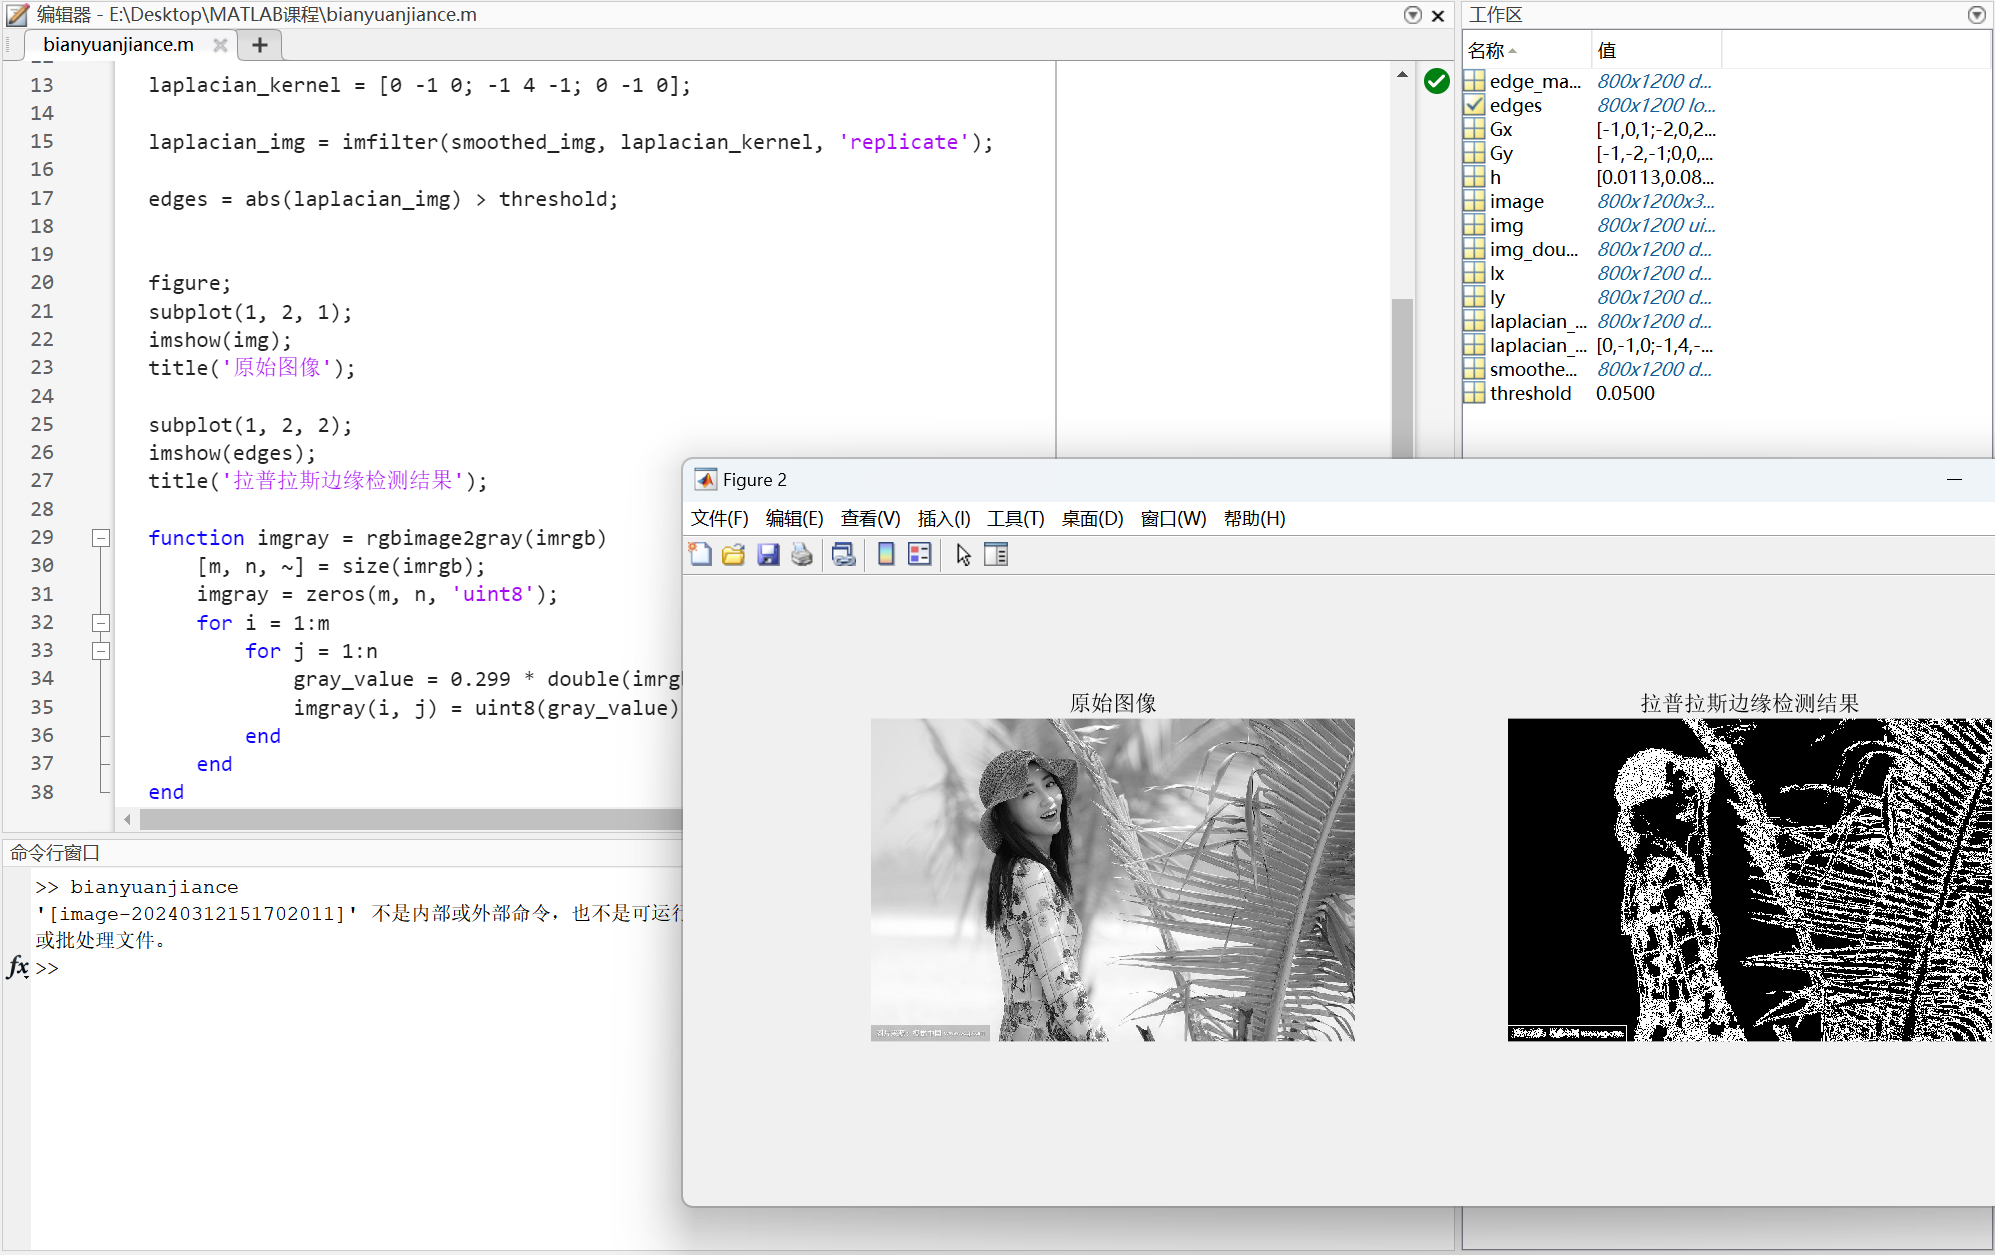 编辑器 - E:\Desktop\MATLAB课程\bianyuanjiance.m
bianyuanjiance.m
13 laplacian_kernel = [0 -1 0; -1 4 -1; 0 -1 0];
14
15 laplacian_img = imfilter(smoothed_img, laplacian_kernel, 'replicate');
16
17 edges = abs(laplacian_img) > threshold;
18
19
20 figure;
21 subplot(1, 2, 1);
22 imshow(img);
23 title('原始图像');
24
25 subplot(1, 2, 2);
26 imshow(edges);
27 title('拉普拉斯边缘检测结果');
28
29 function imgray = rgbimage2gray(imrgb)
30 [m, n, ~] = size(imrgb);
31 imgray = zeros(m, n, 'uint8');
32 for i = 1:m
33 for j = 1:n
34 gray_value = 0.299 * double(imrg
35 imgray(i, j) = uint8(gray_value)
36 end
37 end
38 end
命令行窗口
>> bianyuanjiance
'[image-20240312151702011]' 不是内部或外部命令，也不是可运行
或批处理文件。
fx >>
工作区
名称 值
edge_ma... 800x1200 d...
edges 800x1200 lo...
Gx [-1,0,1;-2,0,2...
Gy [-1,-2,-1;0,0,...
h [0.0113,0.08...
image 800x1200x3...
img 800x1200 ui...
img_dou... 800x1200 d...
Ix 800x1200 d...
Iy 800x1200 d...
laplacian_... 800x1200 d...
laplacian_... [0,-1,0;-1,4,-...
smoothe... 800x1200 d...
threshold 0.0500
Figure 2
文件(F) 编辑(E) 查看(V) 插入(I) 工具(T) 桌面(D) 窗口(W) 帮助(H)
原始图像
拉普拉斯边缘检测结果